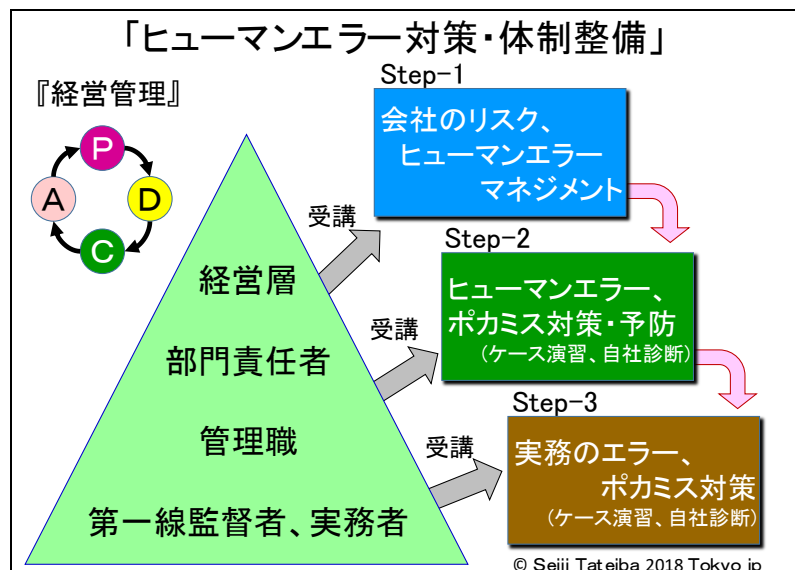 「ヒューマンエラー対策・体制整備」
『経営管理』
P
D
C
A
経営層
部門責任者
管理職
第一線監督者、実務者
受講
Step-1
会社のリスク、
ヒューマンエラー
マネジメント
受講
Step-2
ヒューマンエラー、
ポカミス対策・予防
(ケース演習、自社診断)
受講
Step-3
実務のエラー、
ポカミス対策
(ケース演習、自社診断)
© Seiji Tateiba 2018 Tokyo jp